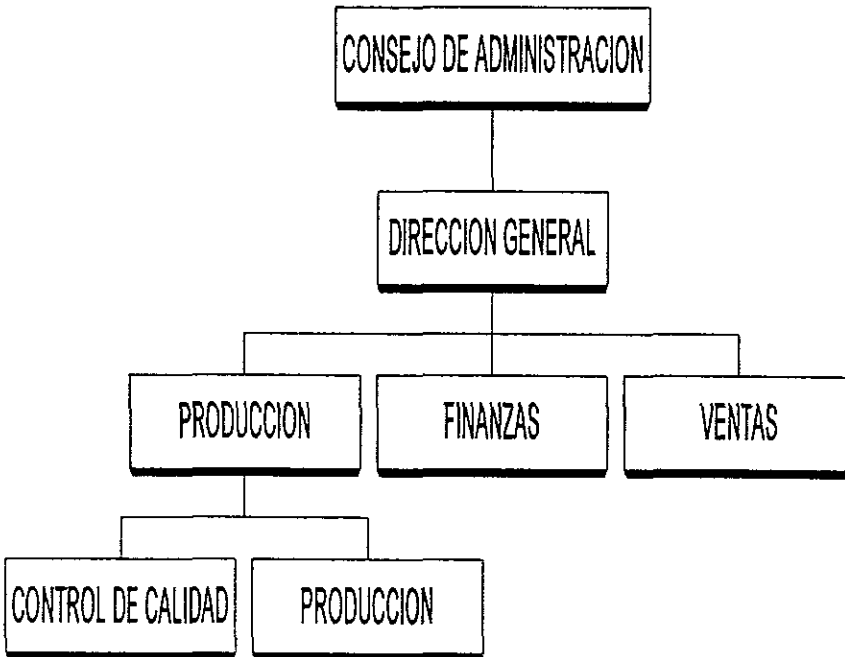 CONSEJO DE ADMINISTRACION
DIRECCION GENERAL
PRODUCCION
FINANZAS
VENTAS
CONTROL DE CALIDAD
PRODUCCION